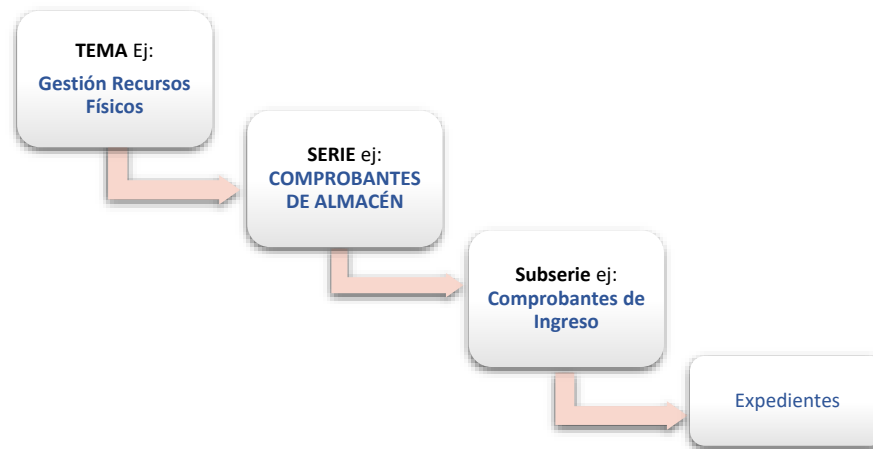 TEMA Ej:
Gestión Recursos
Físicos
SERIE ej:
COMPROBANTES
DE ALMACÉN
Subserie ej:
Comprobantes de
Ingreso
Expedientes